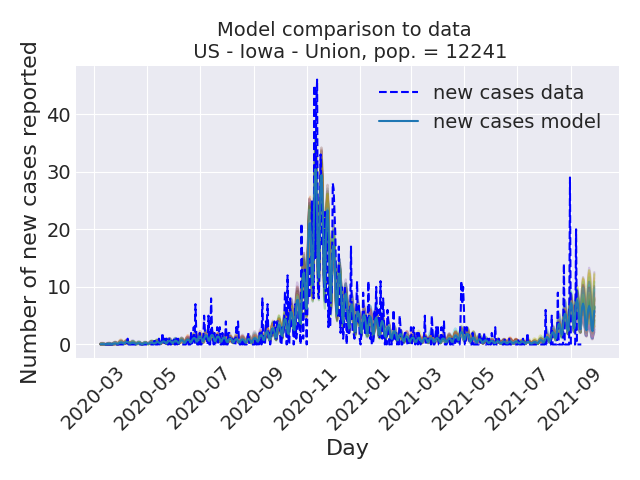 Model comparison to data
US - Iowa - Union, pop. = 12241
Number of new cases reported
40
30
20
10
0
new cases data
new cases model
2020-03
2020-05
2020-07
2020-09
2020-11
2021-01
2021-03
2021-05
2021-07
2021-09
Day